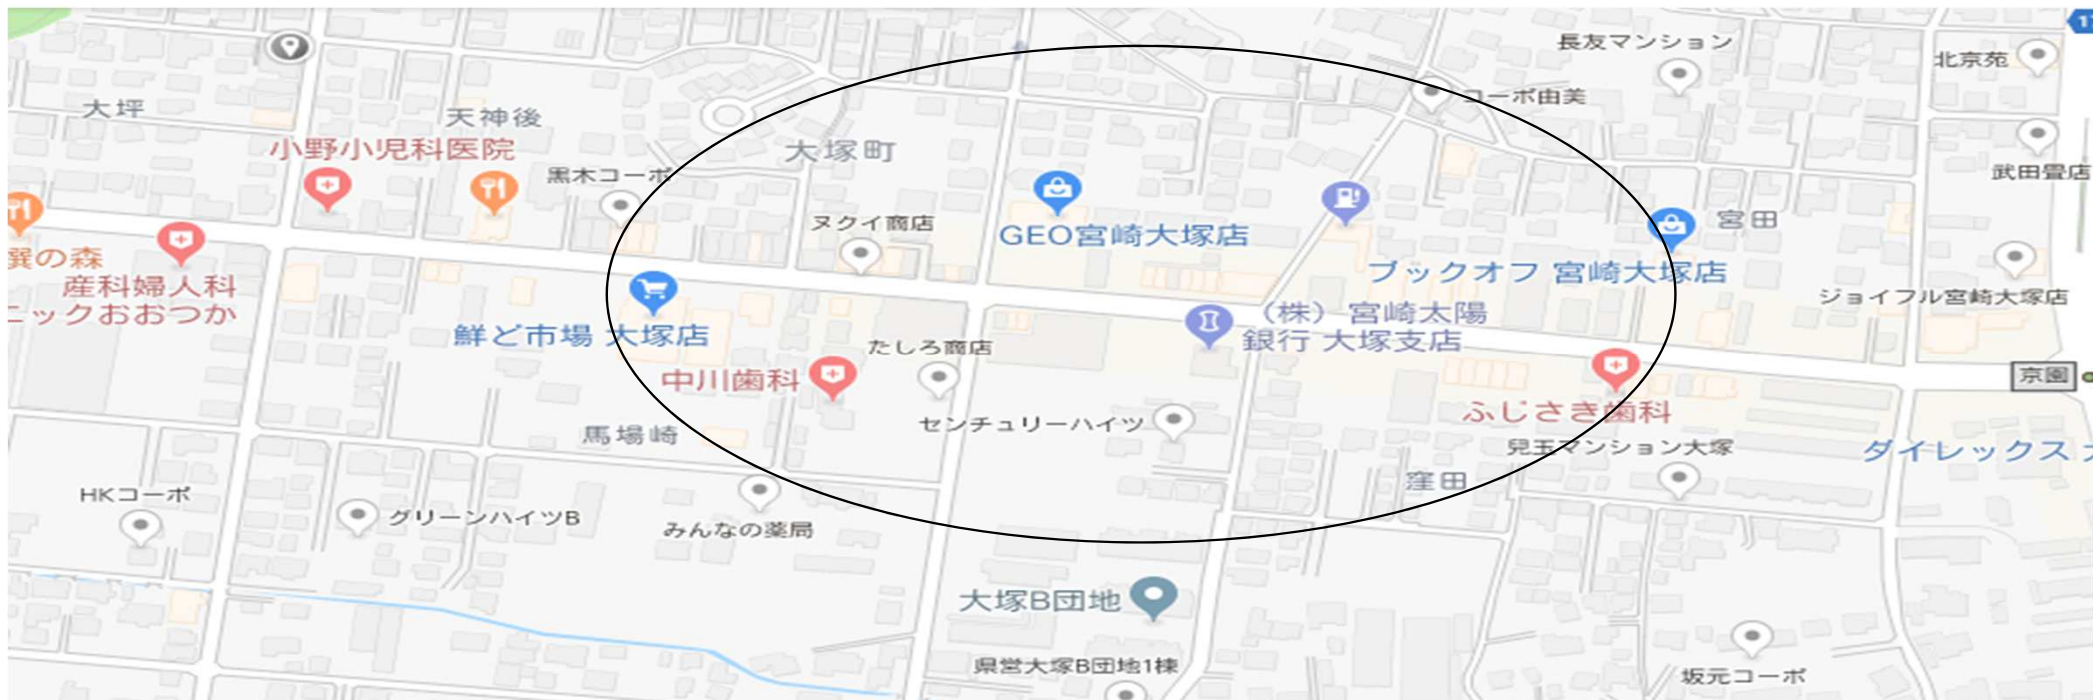 長友マンション
北京苑
大坪
天神後
コーポ由美
小野小児科医院
大塚町
黒木コーポ
武田畳店
ヌクイ商店
宮田
GEO宮崎大塚店
選の森
産科婦人科
ニックおおつか
ブックオフ 宮崎大塚店
ジョイフル宮崎大塚店
鮮ど市場 大塚店
(株) 宮崎太陽
銀行 大塚支店
たしろ商店
中川歯科
京園
ふじさき歯科
センチュリーハイツ
馬場崎
兒玉マンション大塚
ダイレックス
窪田
HKコーポ
グリーンハイツB
みんなの薬局
大塚B団地
県営大塚B団地1棟
坂元コーポ